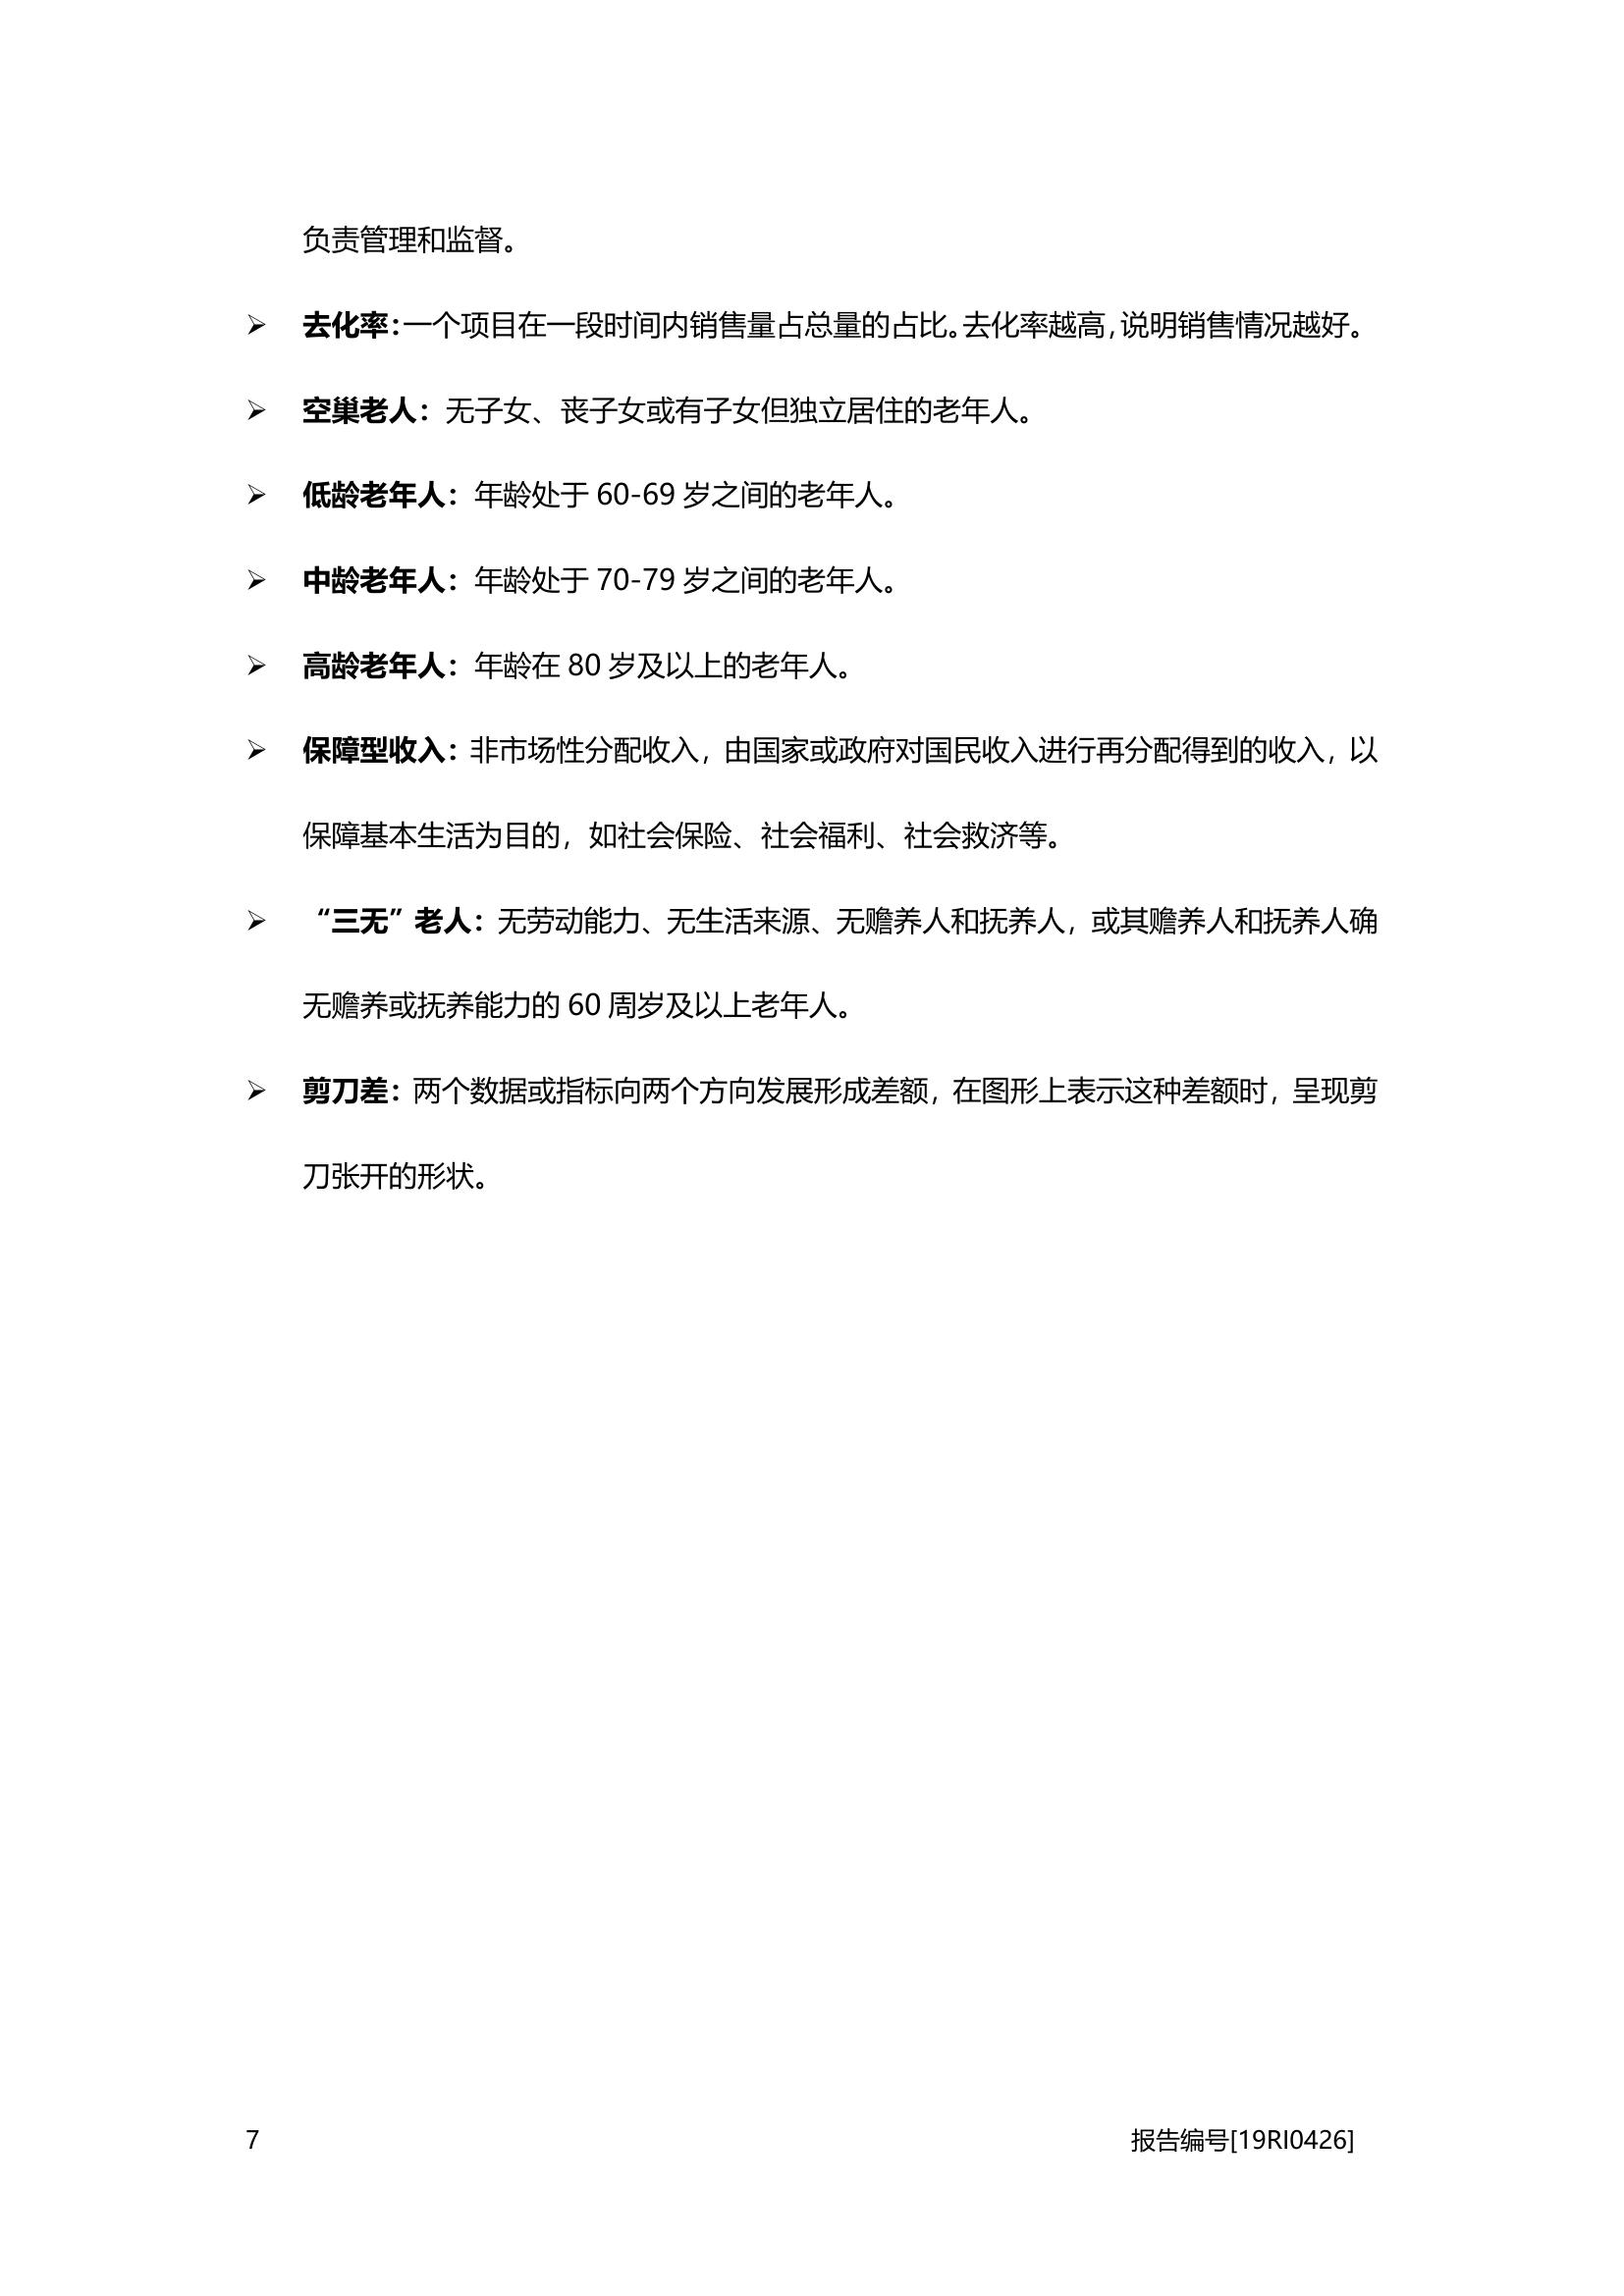 负责管理和监督。
➢ 去化率：一个项目在一段时间内销售量占总量的占比。去化率越高，说明销售情况越好。
➢ 空巢老人：无子女、丧子女或有子女但独立居住的老年人。
➢ 低龄老年人：年龄处于 60-69 岁之间的老年人。
➢ 中龄老年人：年龄处于 70-79 岁之间的老年人。
➢ 高龄老年人：年龄在 80 岁及以上的老年人。
➢ 保障型收入：非市场性分配收入，由国家或政府对国民收入进行再分配得到的收入，以
保障基本生活为目的，如社会保险、社会福利、社会救济等。
➢ “三无”老人：无劳动能力、无生活来源、无赡养人和抚养人，或其赡养人和抚养人确
无赡养或抚养能力的 60 周岁及以上老年人。
➢ 剪刀差：两个数据或指标向两个方向发展形成差额，在图形上表示这种差额时，呈现剪
刀张开的形状。
7 报告编号[19RI0426]